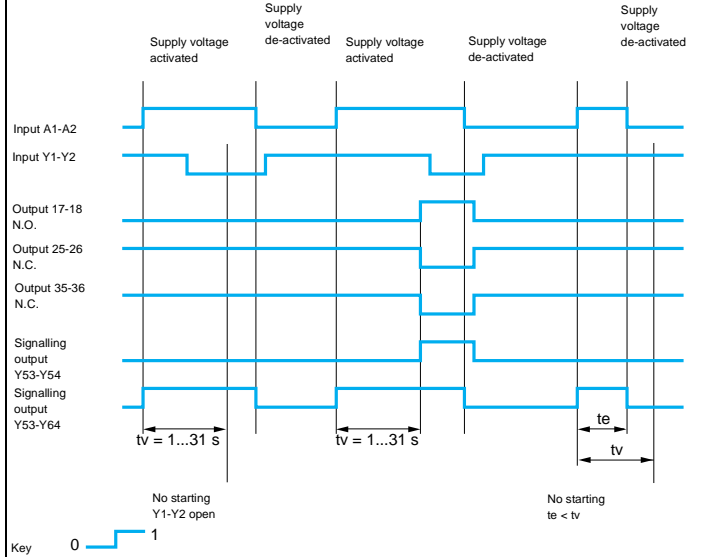 Supply
voltage
de-activated
Supply
voltage
de-activated
Supply voltage
activated
Supply voltage
activated
Supply voltage
de-activated
Input A1-A2
Input Y1-Y2
Output 17-18
N.O.
Output 25-26
N.C.
Output 35-36
N.C.
Signalling
output
Y53-Y54
Signalling
output
Y53-Y64
te
tv = 1...31 s
tv = 1...31 s
tv
No starting
Y1-Y2 open
No starting
te < tv
Key 0 1